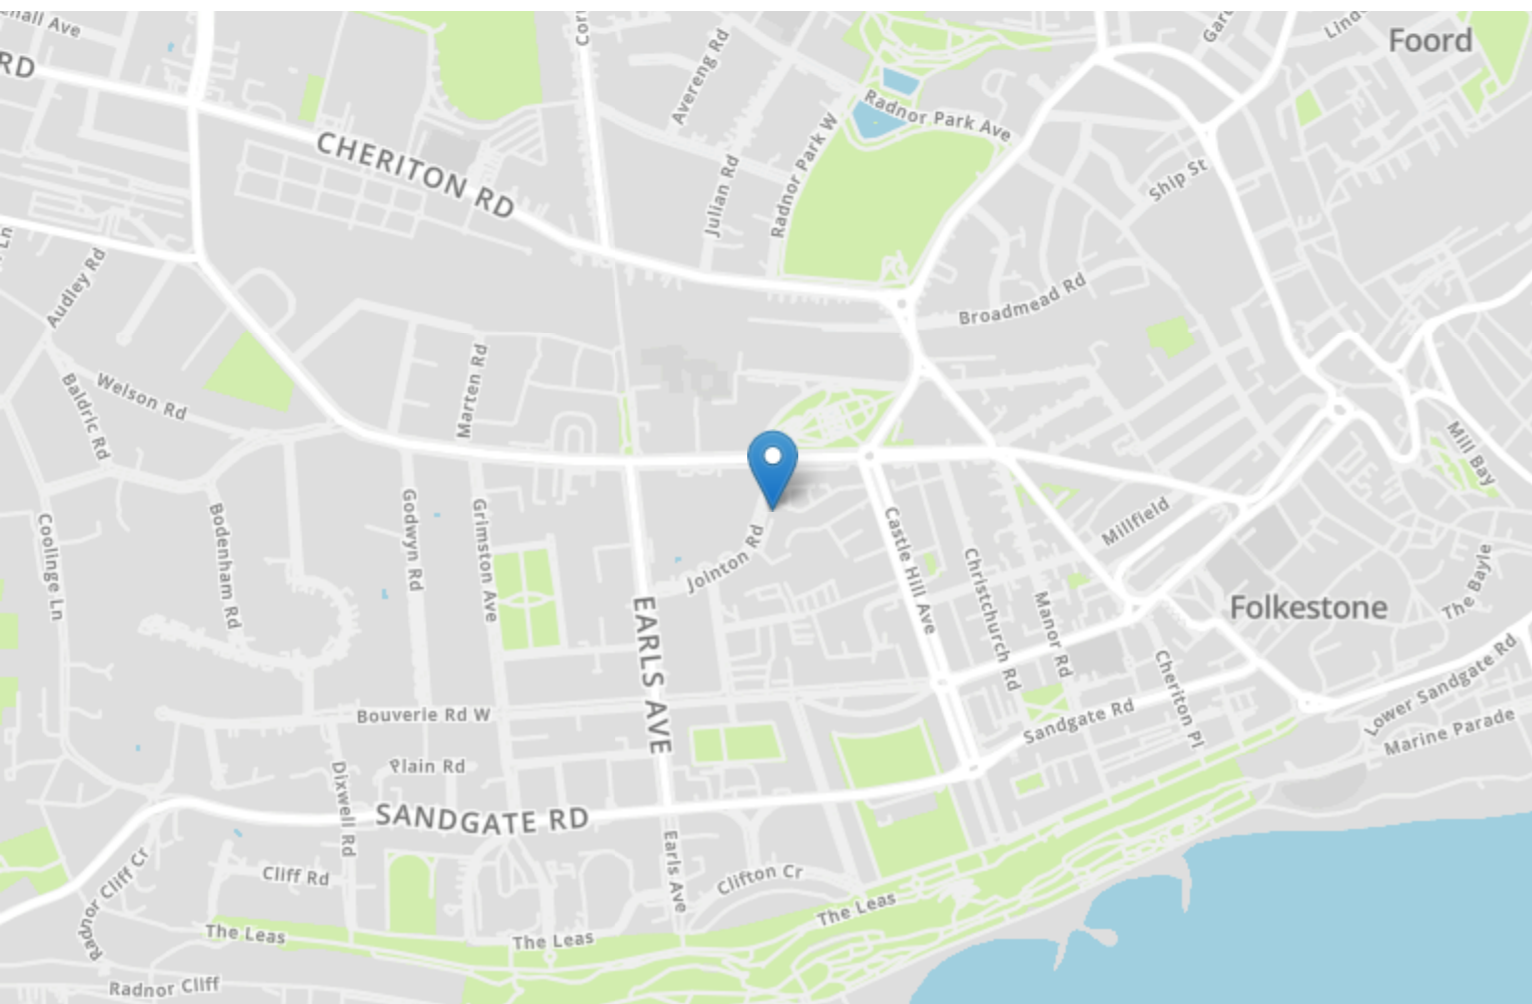 Foord
RD
CHERITON RD
Avereng Rd
Radnor Park Ave
Radnor Park W
Julian Rd
Ship St
Audley Rd
Broadmead Rd
Welson Rd
Baldric Rd
Marten Rd
Mill Bay
Coolinge Ln
Bodenham Rd
Godwyn Rd
Grimston Ave
Jointon Rd
Castle Hill Ave
Christchurch Rd
Manor Rd
Millfield
The Bayle
Folkestone
EARLS AVE
Bouverie Rd W
Plain Rd
Dixwell Rd
SANDGATE RD
Sandgate Rd
Cheriton Pl
Lower Sandgate Rd
Marine Parade
Radnor Cliff Cr
Cliff Rd
Earls Ave
Clifton Cr
The Leas
The Leas
The Leas
Radnor Cliff